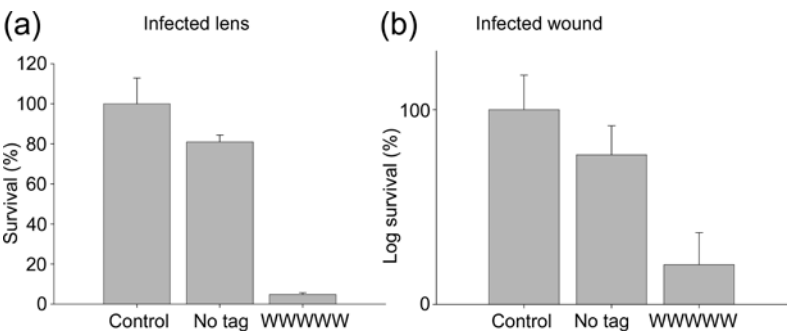 (a) Infected lens
Survival (%)
120
100
80
60
40
20
0
Control No tag WWWWW
(b) Infected wound
Log survival (%)
100
0
Control No tag WWWWW